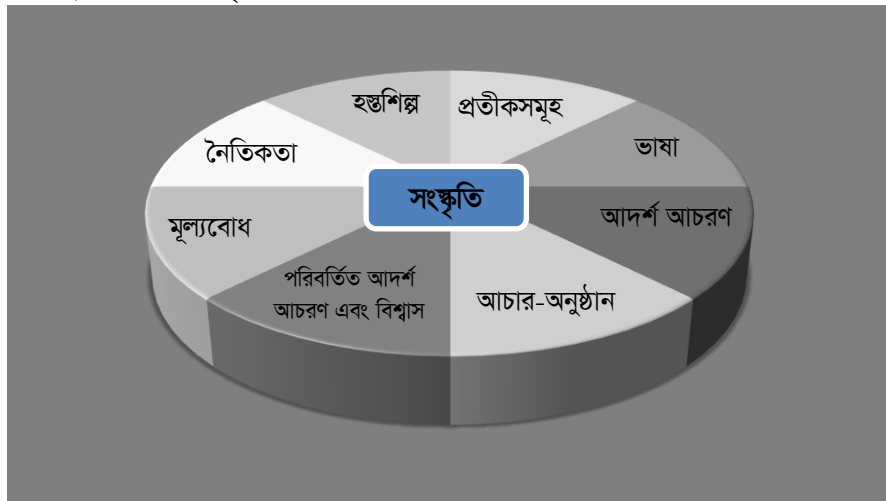 হস্তশিল্প
প্রতীকসমূহ
নৈতিকতা
ভাষা
সংস্কৃতি
মূল্যবোধ
আদর্শ আচরণ
পরিবর্তিত আদর্শ
আচরণ এবং বিশ্বাস
আচার-অনুষ্ঠান